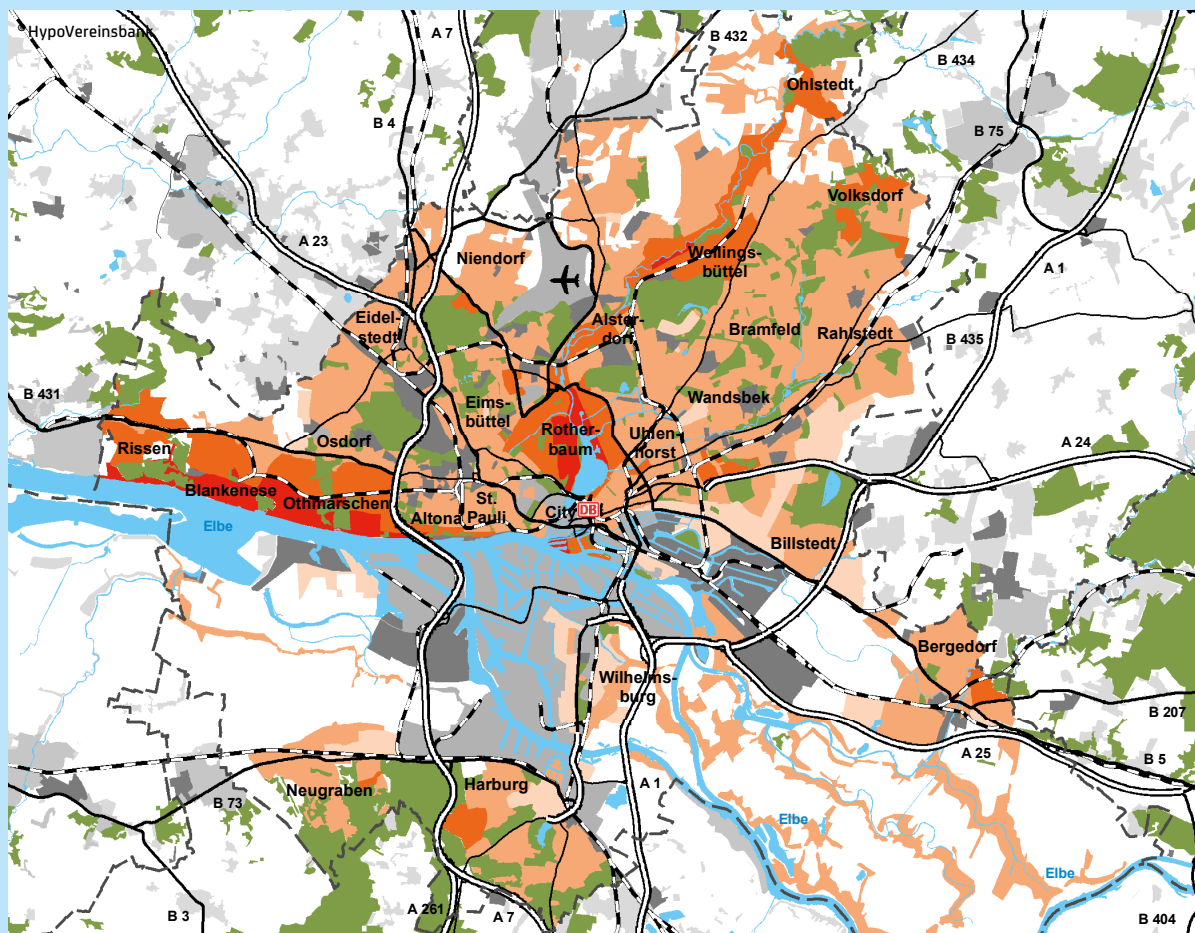 © HypoVereinsbank
A 7
B 432
B 434
Ohlstedt
B 4
B 75
Volksdorf
A 23
Niendorf
Wellings-
büttel
A 1
Eidel-
stedt
Alster-
dorf
Bramfeld
Rahlstedt
B 435
B 431
Eims-
büttel
Wandsbek
Rother-
baum
Uhlen-
horst
Osdorf
Rissen
A 24
Blankenese
Othmarschen
St.
Pauli
Altona
City
DB
Elbe
Billstedt
Bergedorf
Wilhelms-
burg
B 207
A 25
B 5
Neugraben
Harburg
A 1
B 73
Elbe
Elbe
B 3
A 261
A 7
B 404